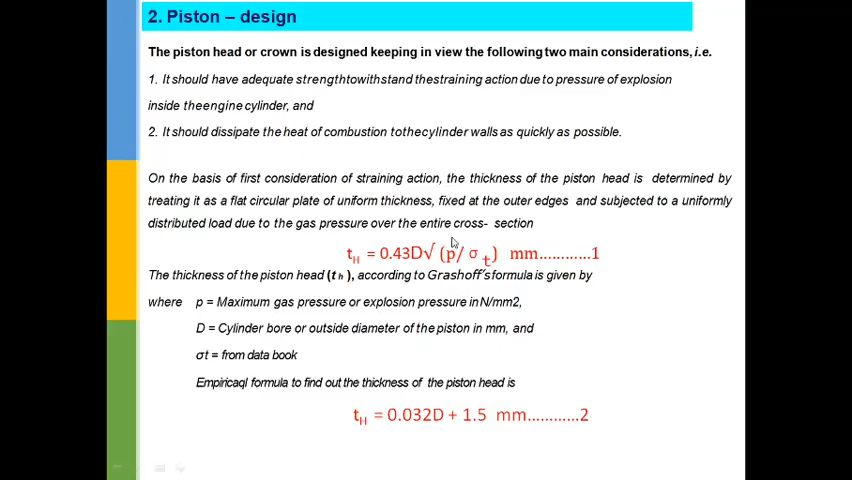 2. Piston – design
The piston head or crown is designed keeping in view the following two main considerations, i.e.
1. It should have adequate strengthtowithstand thestraining action due to pressure of explosion
inside theengine cylinder, and
2. It should dissipate the heat of combustion tothecylinder walls as quickly as possible.
On the basis of first consideration of straining action, the thickness of the piston head is determined by
treating it as a flat circular plate of uniform thickness, fixed at the outer edges and subjected to a uniformly
distributed load due to the gas pressure over the entire cross- section
tH = 0.43D√ (p/ σ t) mm…………1
The thickness of the piston head (t h ), according to Grashoff's formula is given by
where p = Maximum gas pressure or explosion pressure in N/mm2,
D = Cylinder bore or outside diameter of the piston in mm, and
σt = from data book
Empiricaql formula to find out the thickness of the piston head is
tH = 0.032D + 1.5 mm…………2